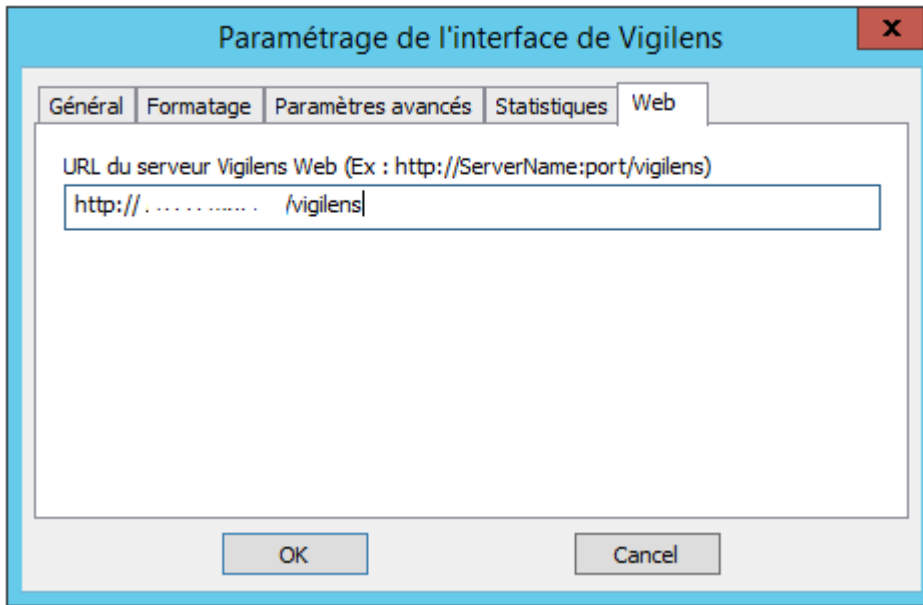 Paramétrage de l'interface de Vigilens
x
Général Formatage Paramètres avancés Statistiques Web
URL du serveur Vigilens Web (Ex : http://ServerName:port/vigilens)
http:// /vigilens
OK Cancel